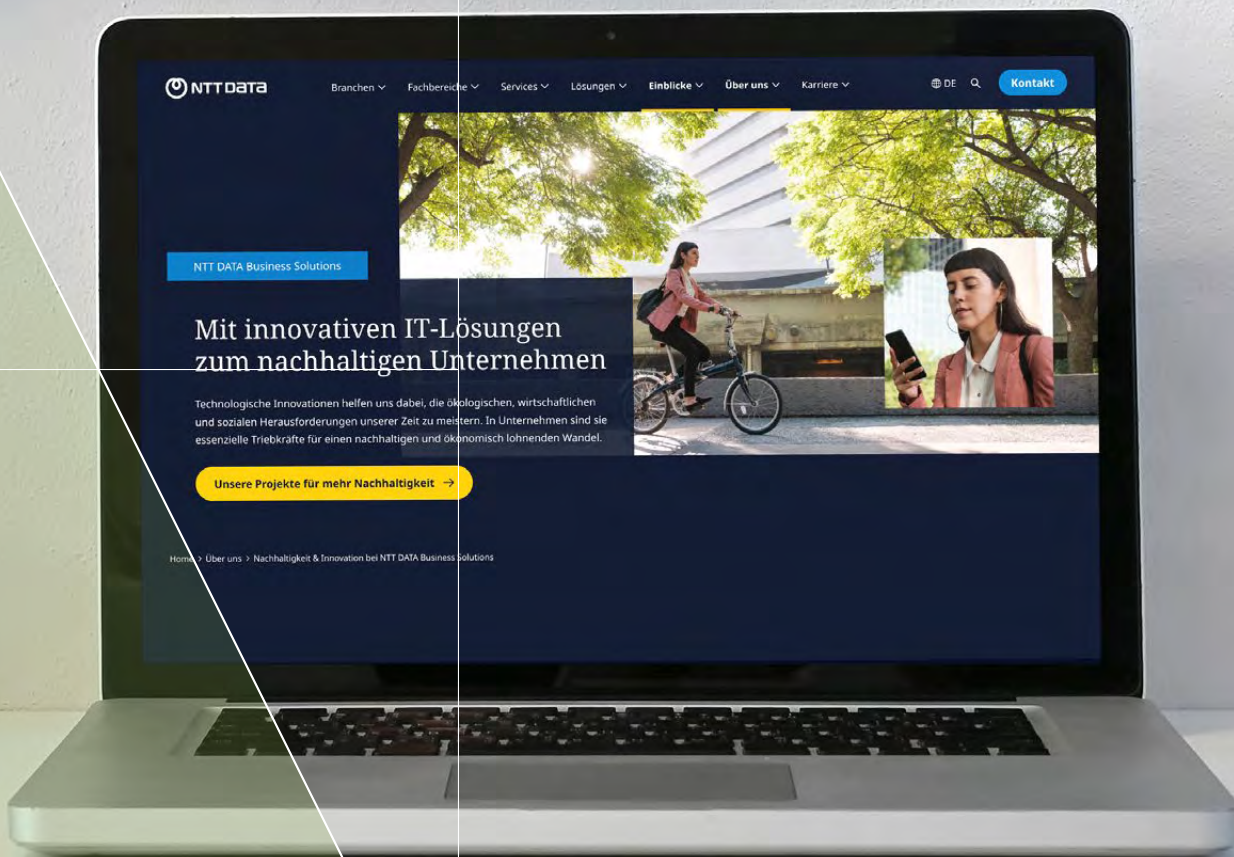 NTT DATA
Branchen Fachbereiche Services Lösungen Einblicke Über uns Karriere DE Kontakt
NTT DATA Business Solutions
Mit innovativen IT-Lösungen
zum nachhaltigen Unternehmen
Technologische Innovationen helfen uns dabei, die ökologischen, wirtschaftlichen
und sozialen Herausforderungen unserer Zeit zu meistern. In Unternehmen sind sie
essenzielle Triebkräfte für einen nachhaltigen und ökonomisch lohnenden Wandel.
Unsere Projekte für mehr Nachhaltigkeit →
Home > Über uns > Nachhaltigkeit & Innovation bei NTT DATA Business Solutions